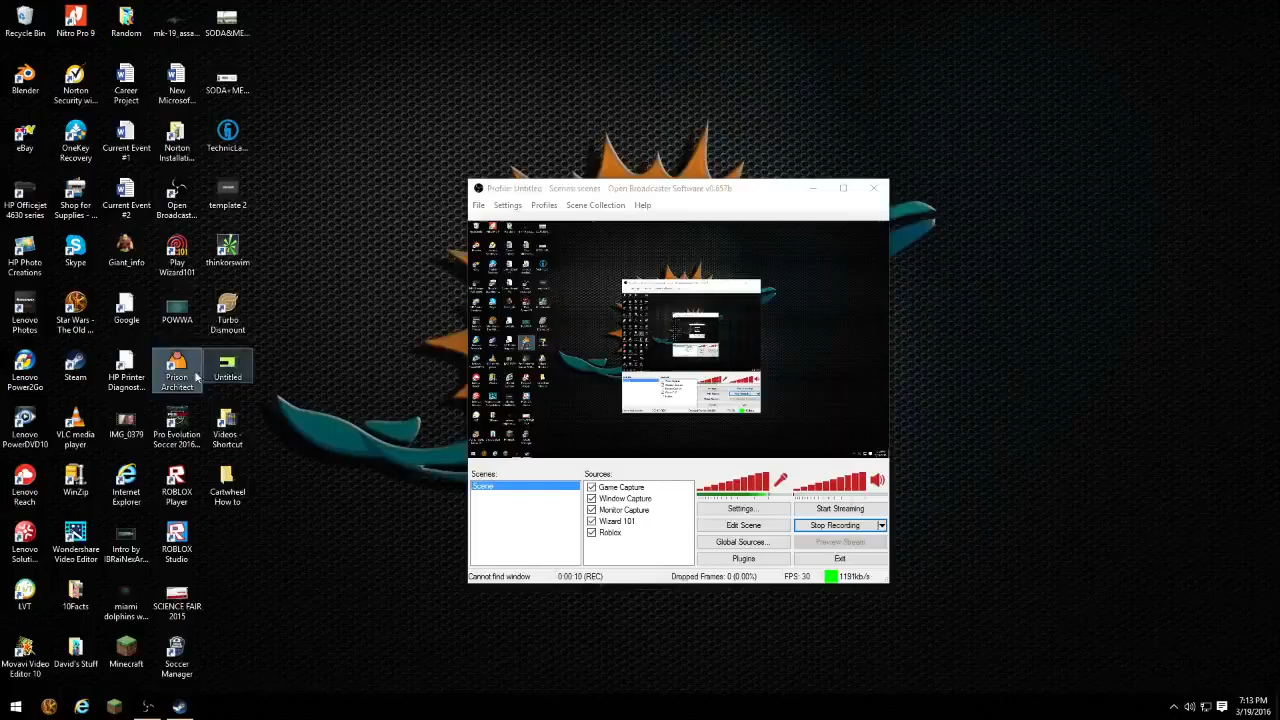 Recycle Bin
Nitro Pro 9
Random
mk-19_assa...
SODA&ME...
Blender
Norton
Security wi...
Career
Project
New
Microsof...
SODA+ME...
eBay
OneKey
Recovery
Current Event
#1
Norton
Installati...
TechnicLa...
HP Deskjet
4630 series
Shop for
Supplies - ...
Current Event
#2
Open
Broadcast...
template 2
HP Photo
Creations
Skype
Giant_info
Play
Wizard101
thinkorswim
Lenovo
Photos
Star Wars -
The Old ...
Google
POWWA
Turbo
Dismount
Lenovo
Power2Go
Steam
HP Printer
Diagnost...
Prison
Architect
Untitled
Lenovo
PowerDVD10
VLC media
player
IMG_0379
Pro Evolution
Soccer 2016...
Videos -
Shortcut
Lenovo
Reach
WinZip
Internet
Explorer
ROBLOX
Player
Cartwheel
How to
Lenovo
Soluti...
Wondershare
Video Editor
Intro by
IBRaiNVid...
ROBLOX
Studio
LVT
10Facts
miami
dolphins w...
SCIENCE FAIR
2015
Movavi Video
Editor 10
David's Stuff
Minecraft
Soccer
Manager
Profile: Untitled Scenes: scenes Open Broadcaster Software v0.657b
File Settings Profiles Scene Collection Help
Scenes:
Scene
Sources:
Game Capture
Window Capture
Monitor Capture
Wizard 101
Roblox
Settings...
Start Streaming
Edit Scene
Stop Recording
Global Sources...
Preview Stream
Plugins
Exit
Cannot find window
0:00:10 (REC)
Dropped Frames: 0 (0.00%)
FPS: 30
1191kb/s
7:13 PM
3/19/2016